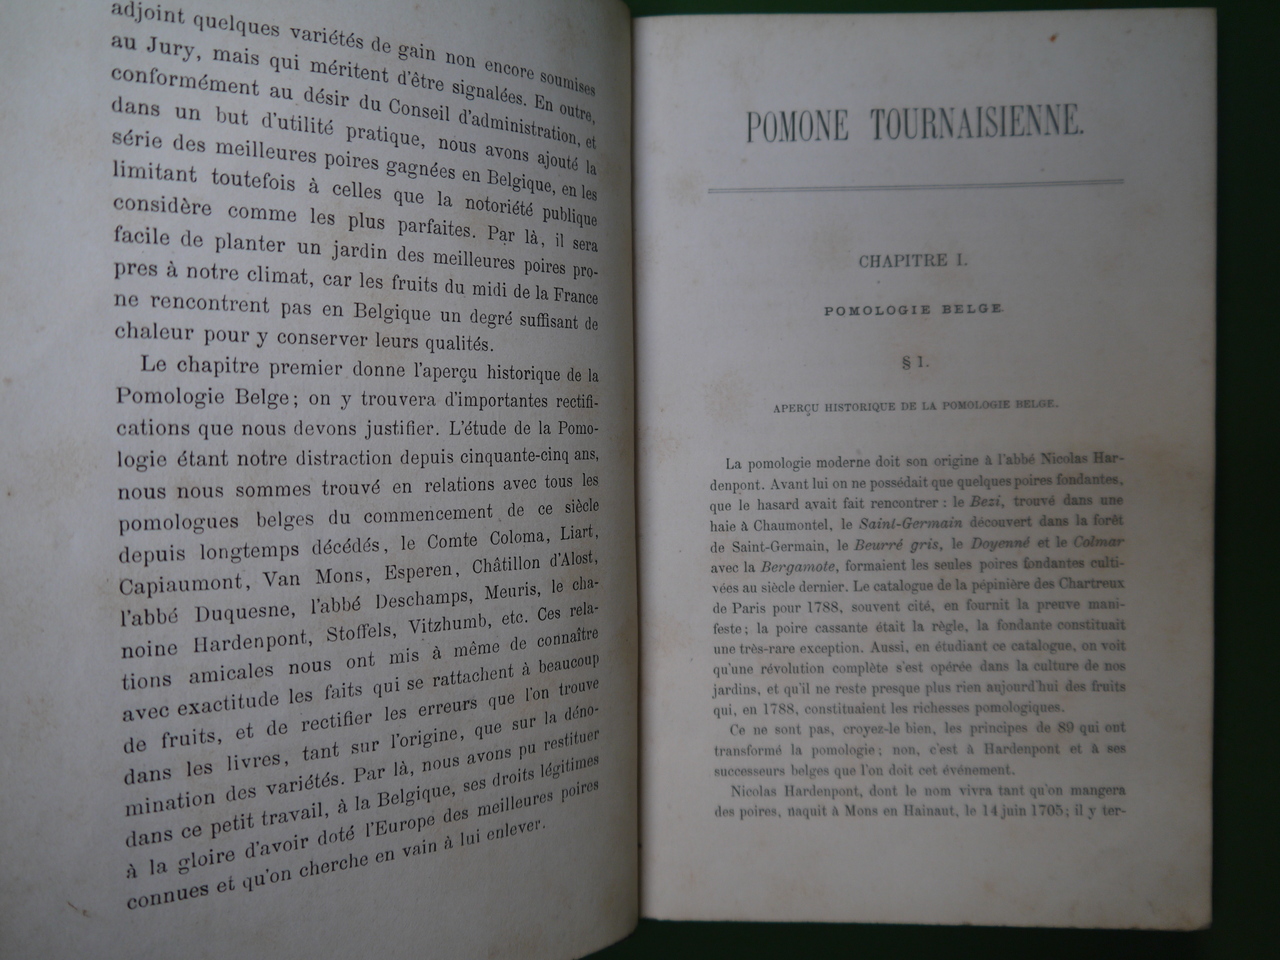 adjoint quelques variétés de gain non encore soumises
au Jury, mais qui méritent d'être signalées. En outre,
conformément au désir du Conseil d'administration, et
dans un but d'utilité pratique, nous avons ajouté la
série des meilleures poires gagnées en Belgique, en les
limitant toutefois à celles que la notoriété publique
considère comme les plus parfaites. Par là, il sera
facile de planter un jardin des meilleures poires pro-
pres à notre climat, car les fruits du midi de la France
ne rencontrent pas en Belgique un degré suffisant de
chaleur pour y conserver leurs qualités.
Le chapitre premier donne l'aperçu historique de la
Pomologie Belge; on y trouvera d'importantes rectifi-
cations que nous devons justifier. L'étude de la Pomo-
logie étant notre distraction depuis cinquante-cinq ans,
nous nous sommes trouvé en relations avec tous les
pomologues belges du commencement de ce siècle
depuis longtemps décédés, le Comte Coloma, Liart,
Capiaumont, Van Mons, Esperen, Châtillon d'Alost,
l'abbé Duquesne, l'abbé Deschamps, Meuris, le cha-
noine Hardenpont, Stoffels, Vitzhumb, etc. Ces rela-
tions amicales nous ont mis à même de connaître
avec exactitude les faits qui se rattachent à beaucoup
de fruits, et de rectifier les erreurs que l'on trouve
dans les livres, tant sur l'origine, que sur la déno-
mination des variétés. Par là, nous avons pu restituer
dans ce petit travail, à la Belgique, ses droits légitimes
à la gloire d'avoir doté l'Europe des meilleures poires
connues et qu'on cherche en vain à lui enlever.
POMONE TOURNAISIENNE.
CHAPITRE I.
POMOLOGIE BELGE.
§ 1.
APERÇU HISTORIQUE DE LA POMOLOGIE BELGE.
La pomologie moderne doit son origine à l'abbé Nicolas Har-
denpont. Avant lui on ne possédait que quelques poires fondantes,
que le hasard avait fait rencontrer : le Bezi, trouvé dans une
haie à Chaumontel, le Saint-Germain découvert dans la forêt
de Saint-Germain, le Beurré gris, le Doyenné et le Colmar
avec la Bergamote, formaient les seules poires fondantes culti-
vées au siècle dernier. Le catalogue de la pépinière des Chartreux
de Paris pour 1788, souvent cité, en fournit la preuve mani-
feste; la poire cassante était la règle, la fondante constituait
une très-rare exception. Aussi, en étudiant ce catalogue, on voit
qu'une révolution complète s'est opérée dans la culture de nos
jardins, et qu'il ne reste presque plus rien aujourd'hui des fruits
qui, en 1788, constituaient les richesses pomologiques.
Ce ne sont pas, croyez-le bien, les principes de 89 qui ont
transformé la pomologie; non, c'est à Hardenpont et à ses
successeurs belges que l'on doit cet événement.
Nicolas Hardenpont, dont le nom vivra tant qu'on mangera
des poires, naquit à Mons en Hainaut, le 14 juin 1705; il y ter-